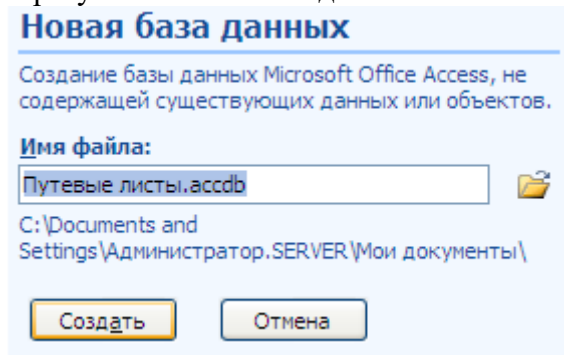 Новая база данных
Создание базы данных Microsoft Office Access, не
содержащей существующих данных или объектов.
Имя файла:
Путевые листы.accdb
C:\Documents and
Settings\Администратор.SERVER\Мои документы\
Создать Отмена